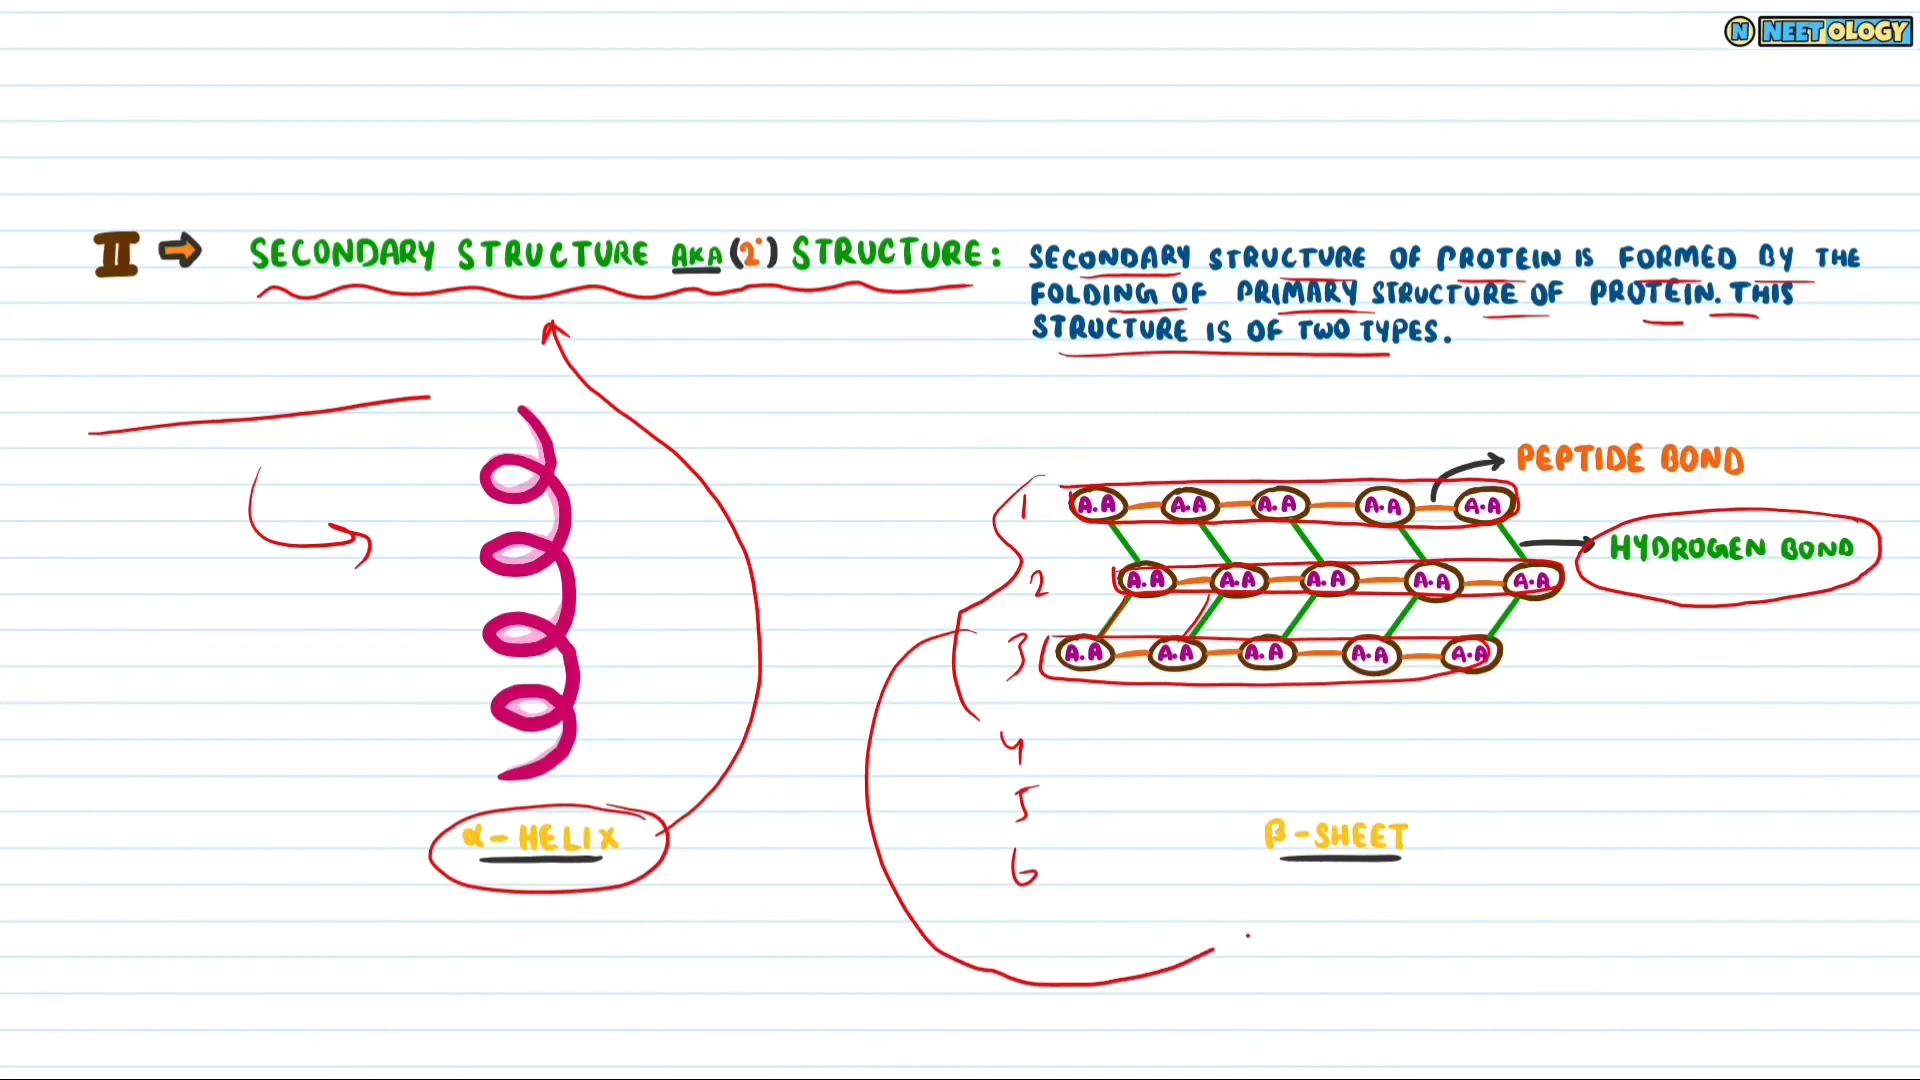 N NEETOLOGY
II SECONDARY STRUCTURE AKA (2°) STRUCTURE: SECONDARY STRUCTURE OF PROTEIN IS FORMED BY THE
FOLDING OF PRIMARY STRUCTURE OF PROTEIN. THIS
STRUCTURE IS OF TWO TYPES.
PEPTIDE BOND
1 A.A A.A A.A A.A A.A
HYDROGEN BOND
2 A.A A.A A.A A.A A.A
3 A.A A.A A.A A.A A.A
4
5
α-HELIX
β-SHEET
6